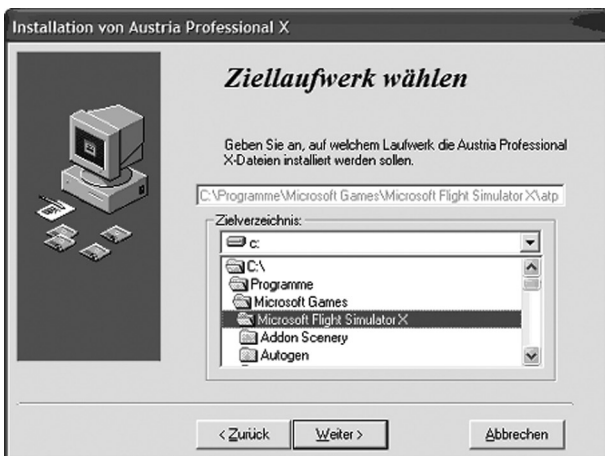 Installation von Austria Professional X
Ziellaufwerk wählen
Geben Sie an, auf welchem Laufwerk die Austria Professional
X-Dateien installiert werden sollen.
C:\Programme\Microsoft Games\Microsoft Flight Simulator X\atp
Zielverzeichnis:
c:
C:\
Programme
Microsoft Games
Microsoft Flight Simulator X
Addon Scenery
Autogen
< Zurück
Weiter >
Abbrechen